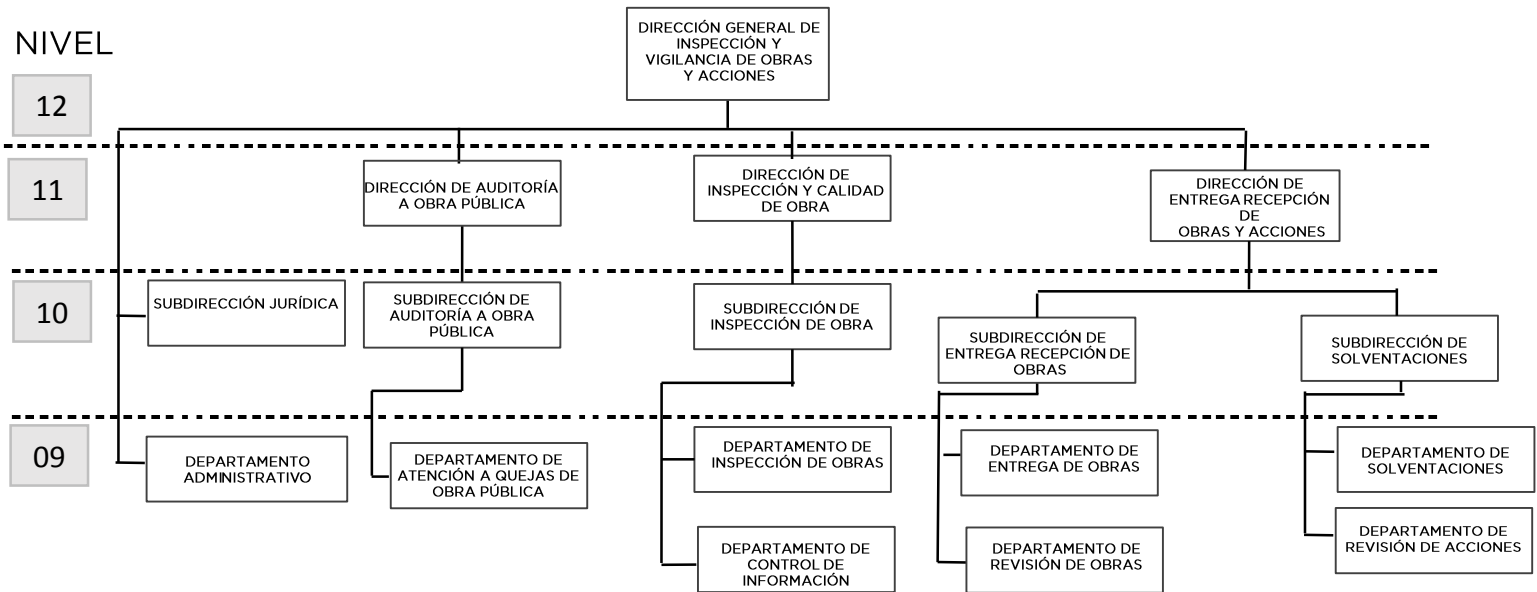 NIVEL
DIRECCIÓN GENERAL DE
INSPECCIÓN Y
VIGILANCIA DE OBRAS
Y ACCIONES
12
11
DIRECCIÓN DE AUDITORÍA
A OBRA PÚBLICA
DIRECCIÓN DE
INSPECCIÓN Y CALIDAD
DE OBRA
DIRECCIÓN DE
ENTREGA RECEPCIÓN
DE
OBRAS Y ACCIONES
10
SUBDIRECCIÓN JURÍDICA
SUBDIRECCIÓN DE
AUDITORÍA A OBRA
PÚBLICA
SUBDIRECCIÓN DE
INSPECCIÓN DE OBRA
SUBDIRECCIÓN DE
ENTREGA RECEPCIÓN DE
OBRAS
SUBDIRECCIÓN DE
SOLVENTACIONES
09
DEPARTAMENTO
ADMINISTRATIVO
DEPARTAMENTO DE
ATENCIÓN A QUEJAS DE
OBRA PÚBLICA
DEPARTAMENTO DE
INSPECCIÓN DE OBRAS
DEPARTAMENTO DE
ENTREGA DE OBRAS
DEPARTAMENTO DE
SOLVENTACIONES
DEPARTAMENTO DE
CONTROL DE
INFORMACIÓN
DEPARTAMENTO DE
REVISIÓN DE OBRAS
DEPARTAMENTO DE
REVISIÓN DE ACCIONES